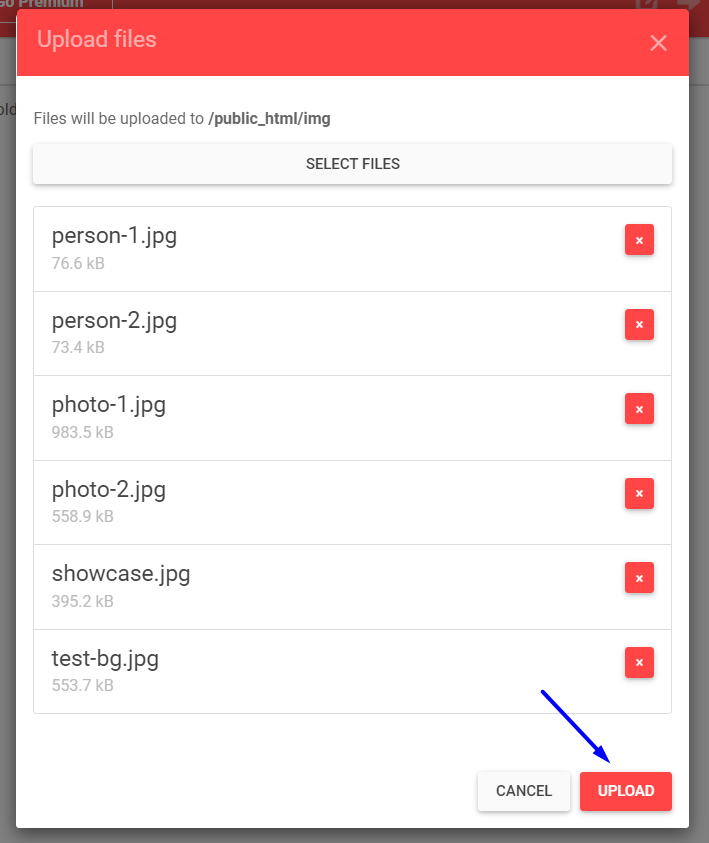 Go Premium
Upload files
×
Files will be uploaded to /public_html/img
SELECT FILES
person-1.jpg
×
76.6 kB
person-2.jpg
×
73.4 kB
photo-1.jpg
×
983.5 kB
photo-2.jpg
×
558.9 kB
showcase.jpg
×
395.2 kB
test-bg.jpg
×
553.7 kB
CANCEL
UPLOAD